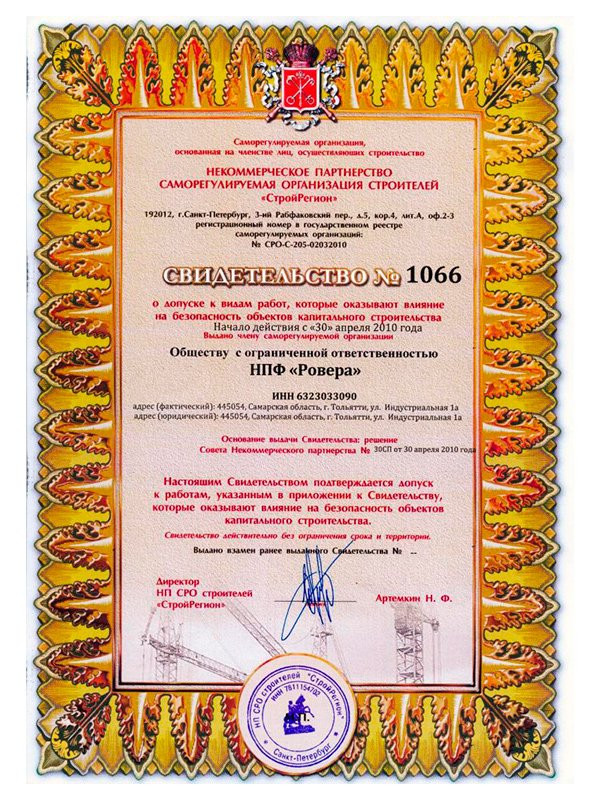 Саморегулируемая организация,
основанная на членстве лиц, осуществляющих строительство
НЕКОММЕРЧЕСКОЕ ПАРТНЕРСТВО
САМОРЕГУЛИРУЕМАЯ ОРГАНИЗАЦИЯ СТРОИТЕЛЕЙ
«СтройРегион»
192012, г.Санкт-Петербург, 3-ий Рабфаковский пер., д.5, кор.4, лит.А, оф.2-3
регистрационный номер в государственном реестре
саморегулируемых организаций:
№ СРО-С-205-02032010
СВИДЕТЕЛЬСТВО № 1066
о допуске к видам работ, которые оказывают влияние
на безопасность объектов капитального строительства
Начало действия с «30» апреля 2010 года
Выдано члену саморегулируемой организации
Обществу с ограниченной ответственностью
НПФ «Ровера»
ИНН 6323033090
адрес (фактический): 445054, Самарская область, г. Тольятти, ул. Индустриальная 1а
адрес (юридический): 445054, Самарская область, г. Тольятти, ул. Индустриальная 1а
Основание выдачи Свидетельства: решение
Совета Некоммерческого партнерства № 30СП от 30 апреля 2010 года
Настоящим Свидетельством подтверждается допуск
к работам, указанным в приложении к Свидетельству,
которые оказывают влияние на безопасность объектов
капитального строительства.
Свидетельство действительно без ограничения срока и территории.
Выдано взамен ранее выданного Свидетельства № --
Директор
НП СРО строителей
«СтройРегион»
Артемкин Н. Ф.
НП СРО строителей "СтройРегион"
ИНН 7811154702
Санкт-Петербург